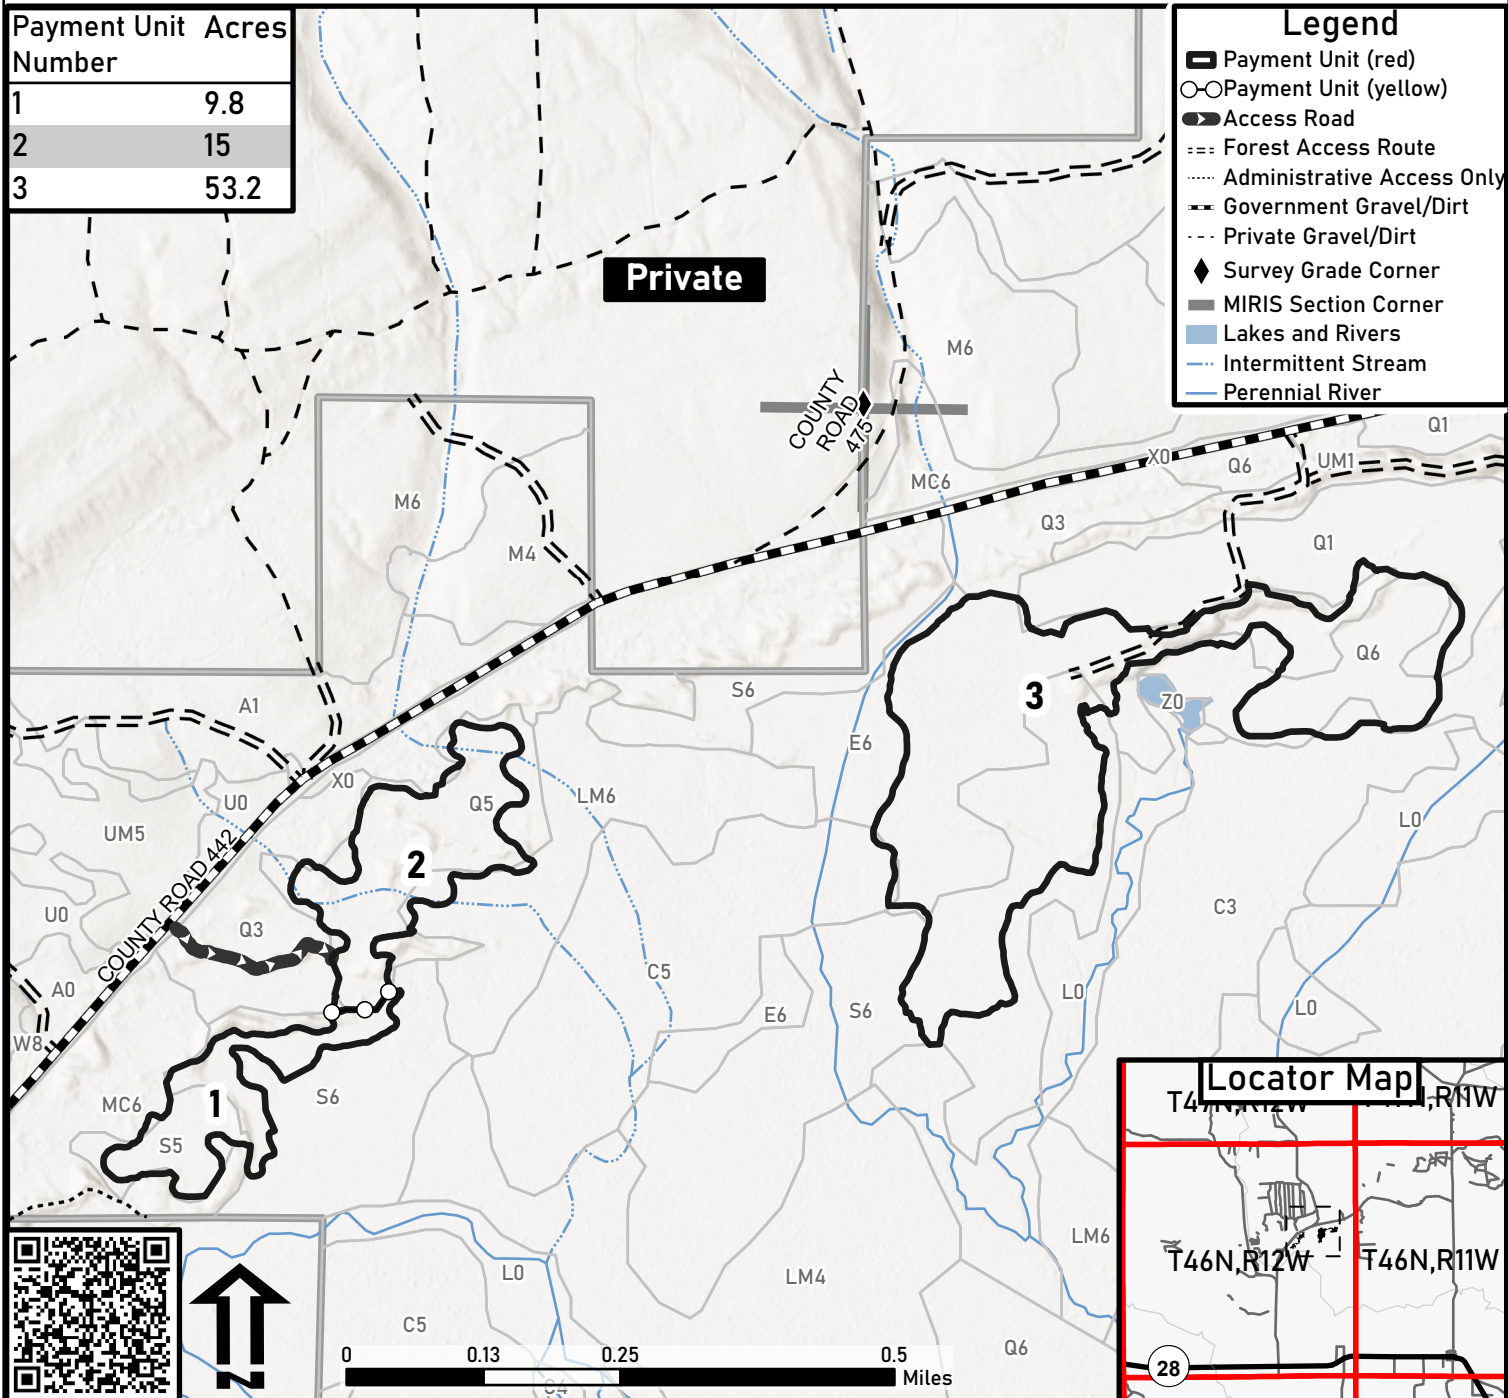 Payment Unit Number Acres
1 9.8
2 15
3 53.2
Legend
Payment Unit (red)
Payment Unit (yellow)
Access Road
Forest Access Route
Administrative Access Only
Government Gravel/Dirt
Private Gravel/Dirt
Survey Grade Corner
MIRIS Section Corner
Lakes and Rivers
Intermittent Stream
Perennial River
Private
M6
COUNTY
ROAD
475
Q1
X0
Q6
UM1
MC6
M6
Q3
Q1
M4
Q6
S6
3
Z0
A1
E6
X0
U0
Q5
LM6
UM5
L0
2
COUNTY ROAD 442
U0
Q3
C3
C5
A0
L0
L0
E6
S6
W8
MC6
1
S6
S5
Locator Map
T47N,R12W
T46N,R12W
T46N,R11W
28
LM6
L0
LM4
C5
Q6
N
0 0.13 0.25 0.5
Miles
C4